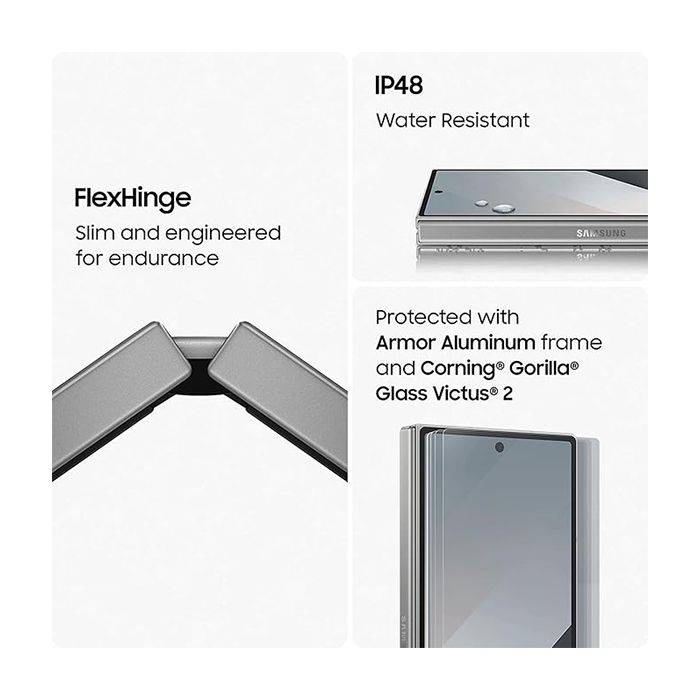 FlexHinge
Slim and engineered
for endurance
IP48
Water Resistant
SAMSUNG
Protected with
Armor Aluminum frame
and Corning® Gorilla®
Glass Victus® 2
SAM